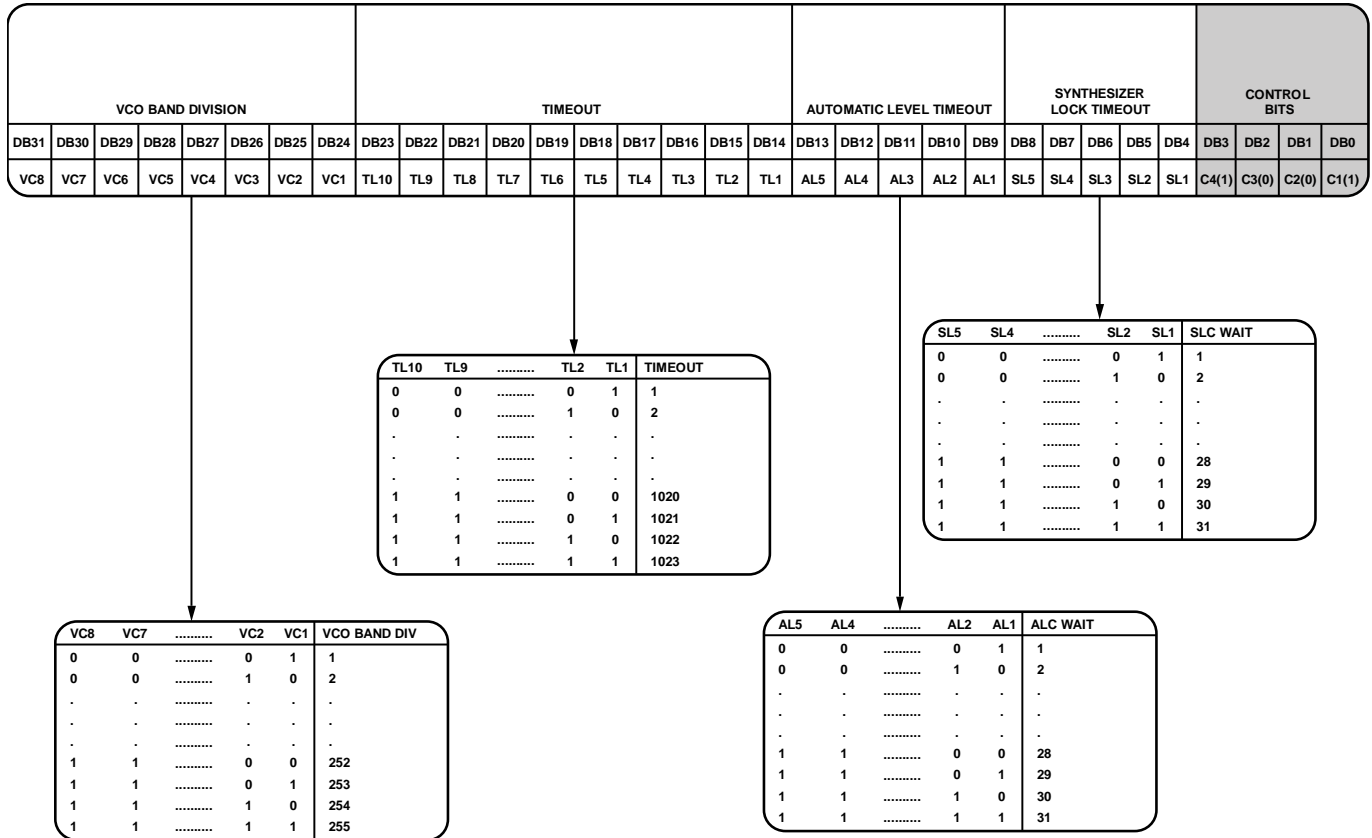 VCO BAND DIVISION TIMEOUT AUTOMATIC LEVEL TIMEOUT SYNTHESIZER LOCK TIMEOUT CONTROL BITS
DB31 DB30 DB29 DB28 DB27 DB26 DB25 DB24 DB23 DB22 DB21 DB20 DB19 DB18 DB17 DB16 DB15 DB14 DB13 DB12 DB11 DB10 DB9 DB8 DB7 DB6 DB5 DB4 DB3 DB2 DB1 DB0
VC8 VC7 VC6 VC5 VC4 VC3 VC2 VC1 TL10 TL9 TL8 TL7 TL6 TL5 TL4 TL3 TL2 TL1 AL5 AL4 AL3 AL2 AL1 SL5 SL4 SL3 SL2 SL1 C4(1) C3(0) C2(0) C1(1)
SL5 SL4 .......... SL2 SL1 SLC WAIT
0 0 .......... 0 1 1
0 0 .......... 1 0 2
. . .......... . . .
. . .......... . . .
. . .......... . . .
1 1 .......... 0 0 28
1 1 .......... 0 1 29
1 1 .......... 1 0 30
1 1 .......... 1 1 31
TL10 TL9 .......... TL2 TL1 TIMEOUT
0 0 .......... 0 1 1
0 0 .......... 1 0 2
. . .......... . . .
. . .......... . . .
. . .......... . . .
1 1 .......... 0 0 1020
1 1 .......... 0 1 1021
1 1 .......... 1 0 1022
1 1 .......... 1 1 1023
VC8 VC7 .......... VC2 VC1 VCO BAND DIV
0 0 .......... 0 1 1
0 0 .......... 1 0 2
. . .......... . . .
. . .......... . . .
. . .......... . . .
1 1 .......... 0 0 252
1 1 .......... 0 1 253
1 1 .......... 1 0 254
1 1 .......... 1 1 255
AL5 AL4 .......... AL2 AL1 ALC WAIT
0 0 .......... 0 1 1
0 0 .......... 1 0 2
. . .......... . . .
. . .......... . . .
. . .......... . . .
1 1 .......... 0 0 28
1 1 .......... 0 1 29
1 1 .......... 1 0 30
1 1 .......... 1 1 31